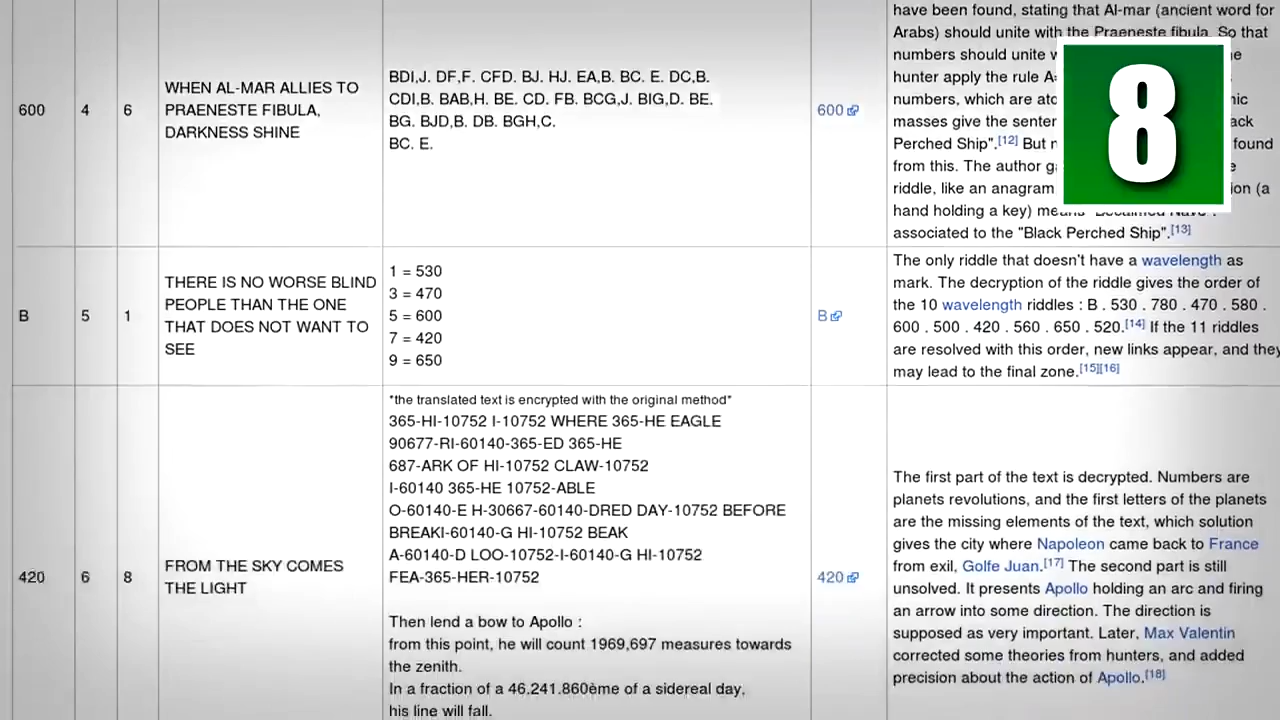 600
4
6
WHEN AL-MAR ALLIES TO
PRAENESTE FIBULA,
DARKNESS SHINE
BDI,J. DF,F. CFD. BJ. HJ. EA,B. BC. E. DC,B.
CDI,B. BAB,H. BE. CD. FB. BCG,J. BIG,D. BE.
BG. BJD,B. DB. BGH,C.
BC. E.
600
have been found, stating that Al-mar (ancient word for
Arabs) should unite with the Praeneste fibula. So that
numbers should unite
hunter apply the rule
numbers, which are
masses give the
Perched Ship".[12] But found
from this. The author
riddle, like an anagram (a
hand holding a key)
associated to the "Black Perched Ship".[13]
8
B
5
1
THERE IS NO WORSE BLIND
PEOPLE THAN THE ONE
THAT DOES NOT WANT TO
SEE
1 = 530
3 = 470
5 = 600
7 = 420
9 = 650
B
The only riddle that doesn't have a wavelength as
mark. The decryption of the riddle gives the order of
the 10 wavelength riddles : B . 530 . 780 . 470 . 580 .
600 . 500 . 420 . 560 . 650 . 520.[14] If the 11 riddles
are resolved with this order, new links appear, and they
may lead to the final zone.[15][16]
420
6
8
FROM THE SKY COMES
THE LIGHT
*the translated text is encrypted with the original method*
365-HI-10752 I-10752 WHERE 365-HE EAGLE
90677-RI-60140-365-ED 365-HE
687-ARK OF HI-10752 CLAW-10752
I-60140 365-HE 10752-ABLE
O-60140-E H-30667-60140-DRED DAY-10752 BEFORE
BREAKI-60140-G HI-10752 BEAK
A-60140-D LOO-10752-I-60140-G HI-10752
FEA-365-HER-10752
Then lend a bow to Apollo :
from this point, he will count 1969,697 measures towards
the zenith.
In a fraction of a 46.241.860ème of a sidereal day,
his line will fall.
420
The first part of the text is decrypted. Numbers are
planets revolutions, and the first letters of the planets
are the missing elements of the text, which solution
gives the city where Napoleon came back to France
from exil, Golfe Juan.[17] The second part is still
unsolved. It presents Apollo holding an arc and firing
an arrow into some direction. The direction is
supposed as very important. Later, Max Valentin
corrected some theories from hunters, and added
precision about the action of Apollo.[18]